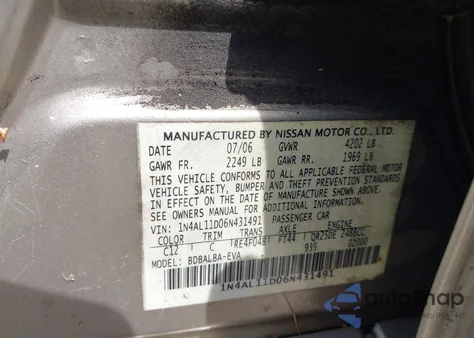 MANUFACTURED BY NISSAN MOTOR CO., LTD.
DATE 07/06 GVWR 4202 LB
GAWR FR. 2249 LB GAWR RR. 1969 LB
THIS VEHICLE CONFORMS TO ALL APPLICABLE FEDERAL MOTOR
VEHICLE SAFETY, BUMPER AND THEFT PREVENTION STANDARDS
IN EFFECT ON THE DATE OF MANUFACTURE SHOWN ABOVE.
SEE OWNERS MANUAL FOR ADDITIONAL INFORMATION
VIN: 1N4AL11D06N431491 PASSENGER CAR
COLOR TRIM TRANS AXLE ENGINE
C12 C RE4F04B FT44 QR25DE 2488CC
MODEL: BDBALBA-EVA 935 02000
1N4AL11D06N431491
autosnap